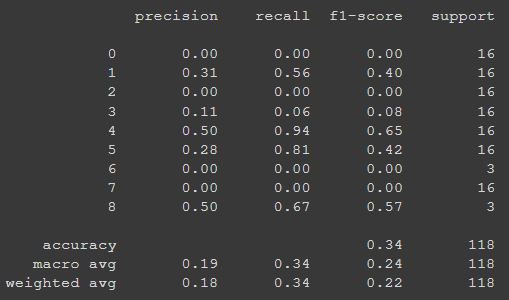 precision recall f1-score support
0 0.00 0.00 0.00 16
1 0.31 0.56 0.40 16
2 0.00 0.00 0.00 16
3 0.11 0.06 0.08 16
4 0.50 0.94 0.65 16
5 0.28 0.81 0.42 16
6 0.00 0.00 0.00 3
7 0.00 0.00 0.00 16
8 0.50 0.67 0.57 3
accuracy 0.34 118
macro avg 0.19 0.34 0.24 118
weighted avg 0.18 0.34 0.22 118